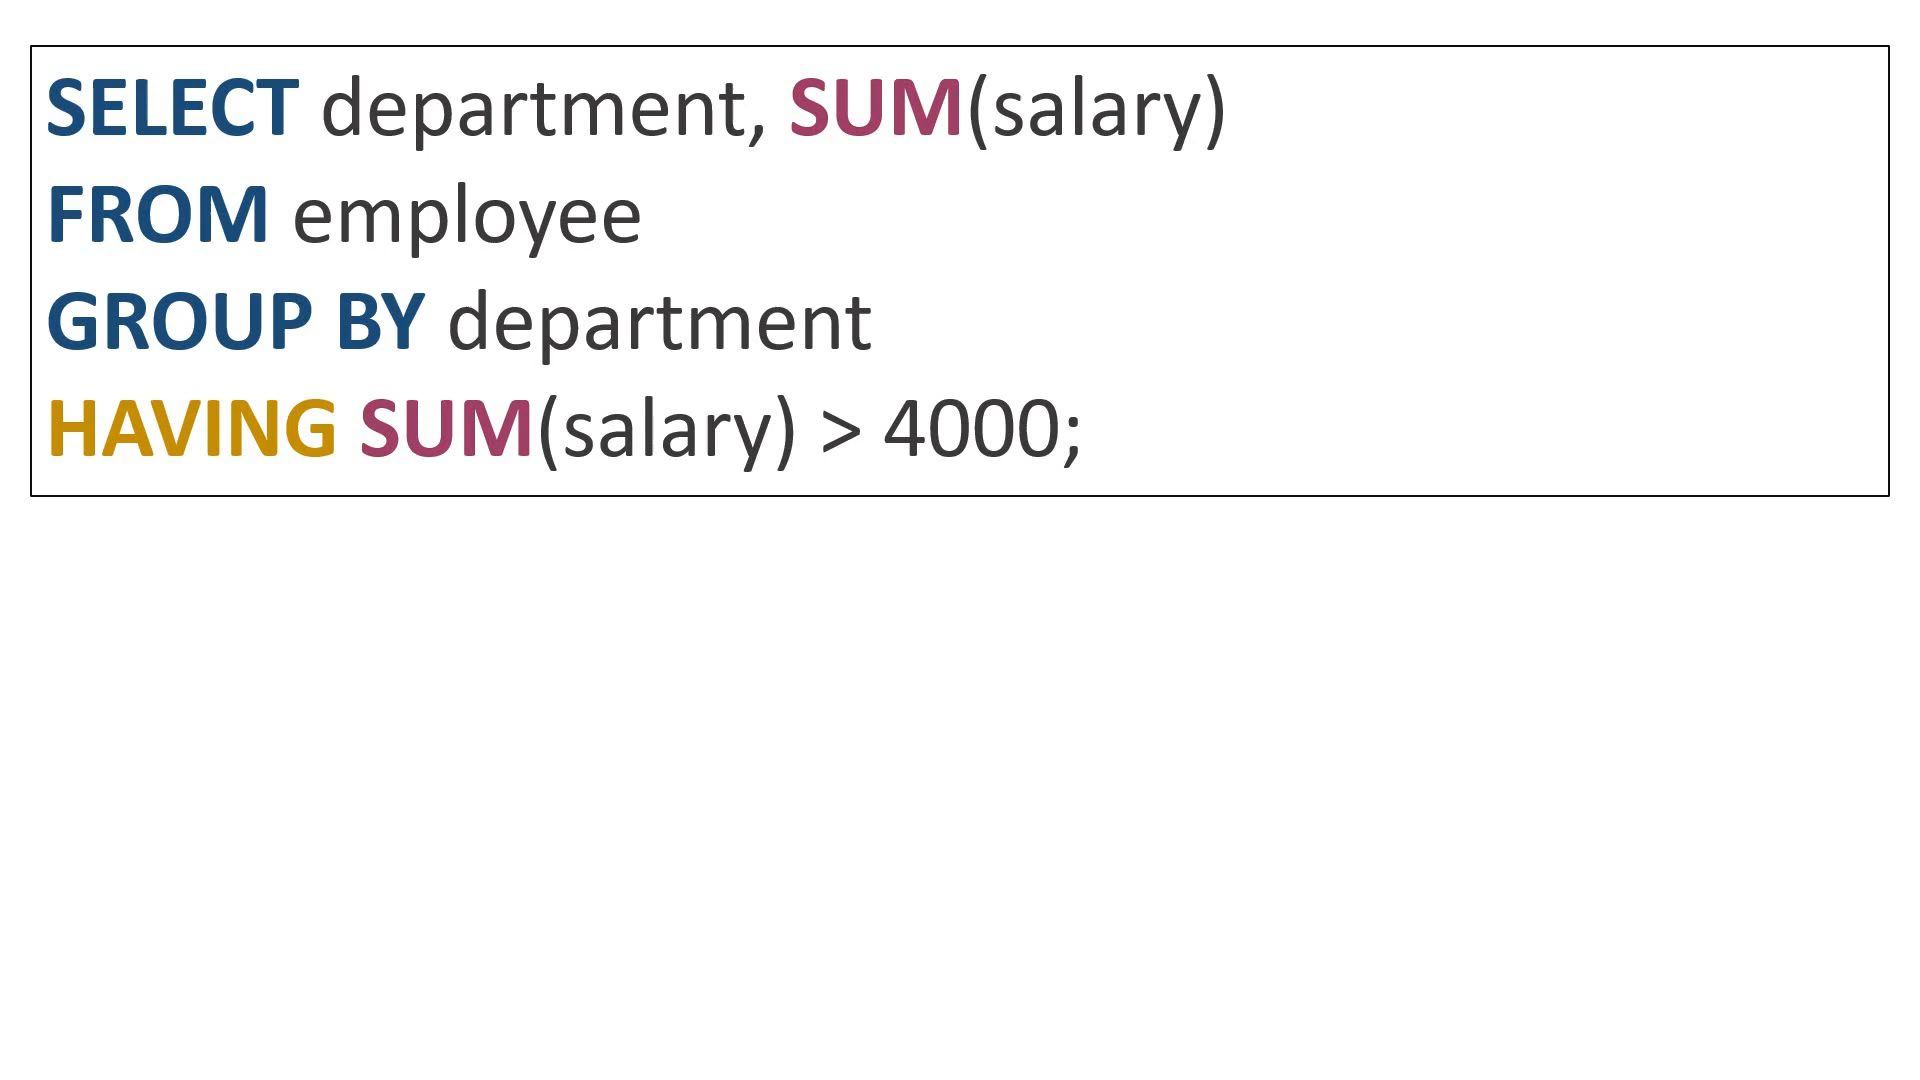 SELECT department, SUM(salary)
FROM employee
GROUP BY department
HAVING SUM(salary) > 4000;